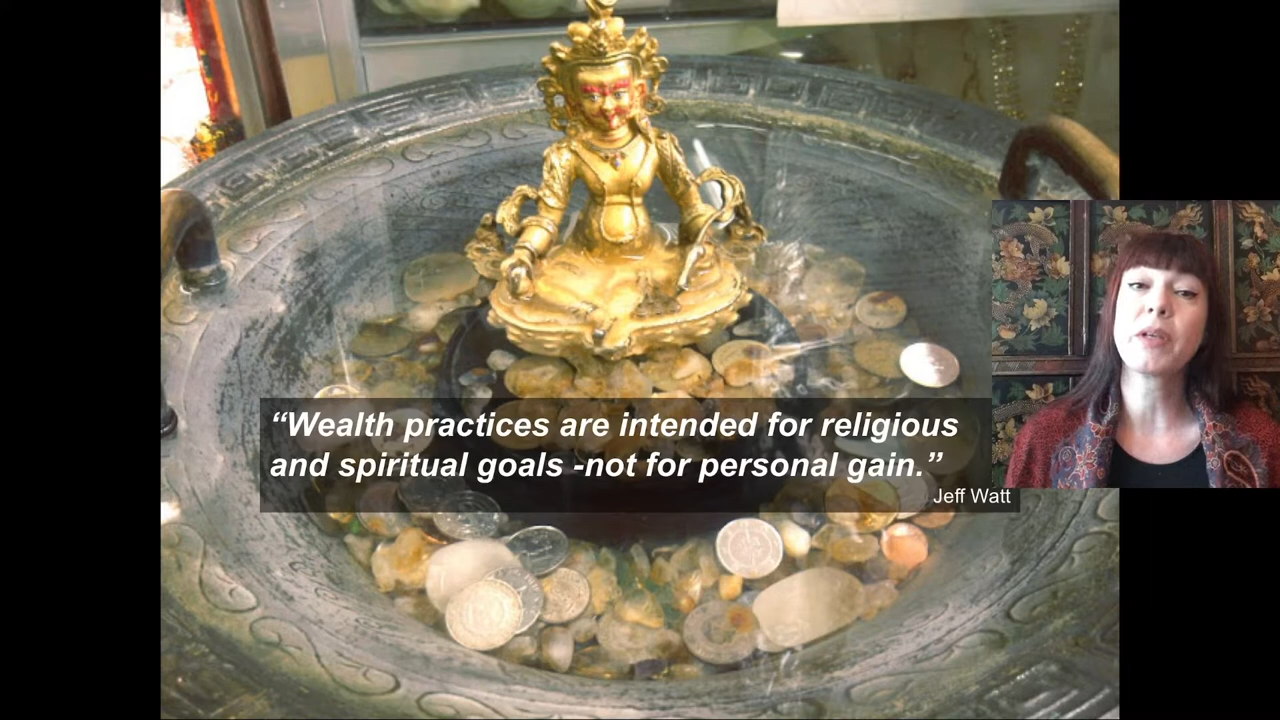 “Wealth practices are intended for religious
and spiritual goals -not for personal gain.”
Jeff Watt